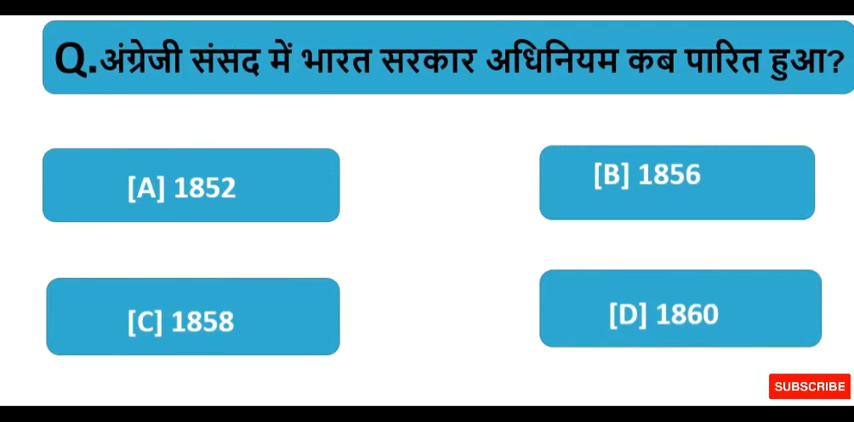 Q.अंग्रेजी संसद में भारत सरकार अधिनियम कब पारित हुआ?
[A] 1852
[B] 1856
[C] 1858
[D] 1860
SUBSCRIBE